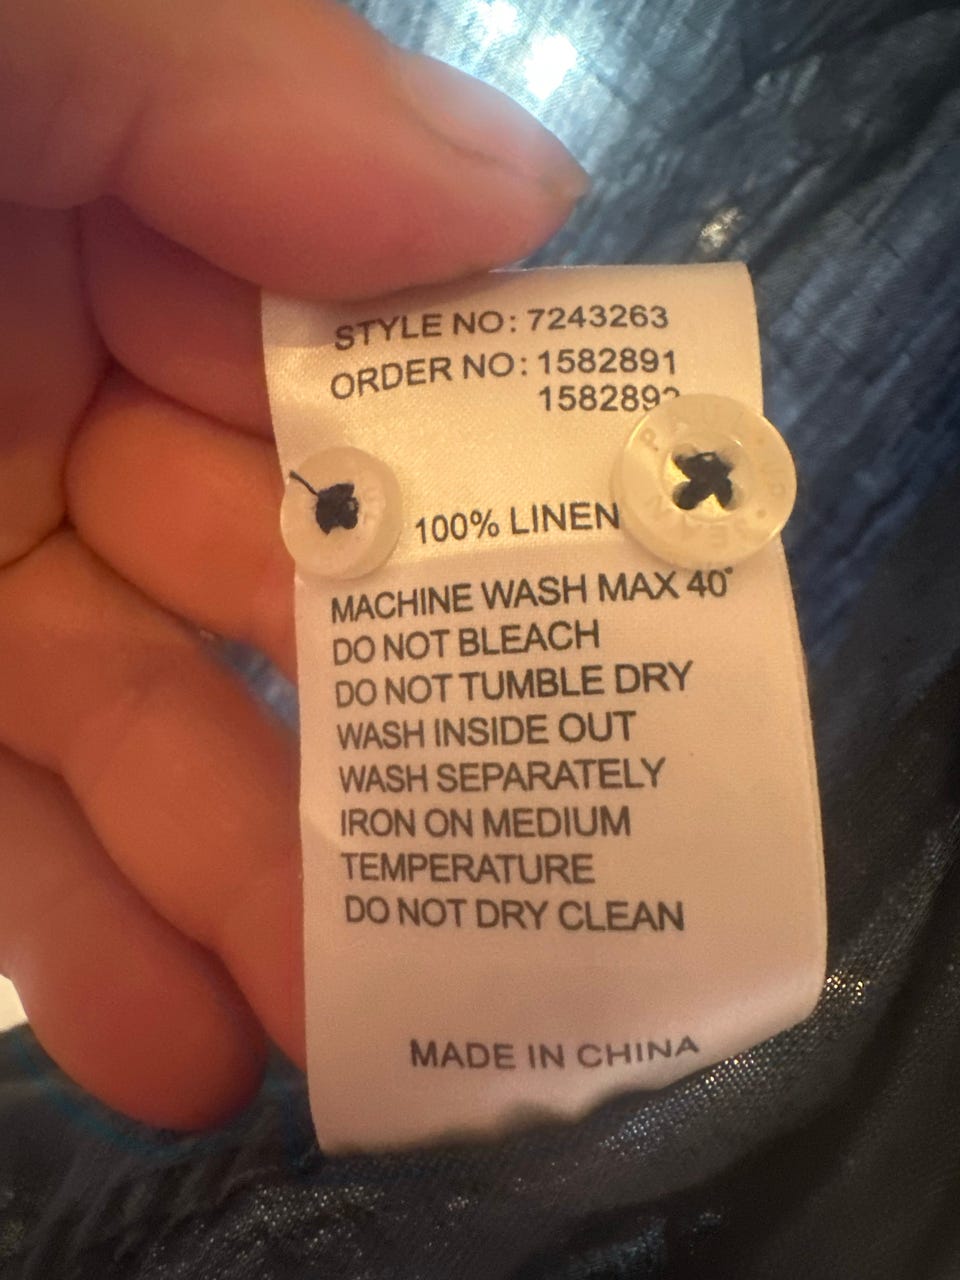 STYLE NO: 7243263
ORDER NO: 1582891
100% LINEN
MACHINE WASH MAX 40°
DO NOT BLEACH
DO NOT TUMBLE DRY
WASH INSIDE OUT
WASH SEPARATELY
IRON ON MEDIUM
TEMPERATURE
DO NOT DRY CLEAN
MADE IN CHINA